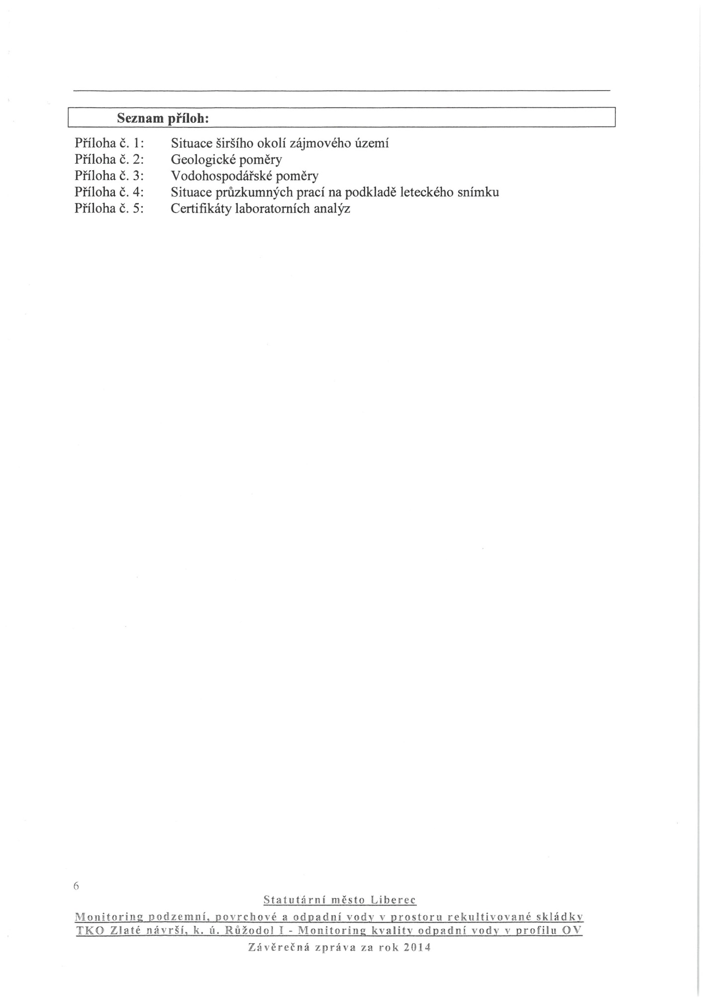 Seznam příloh:
Příloha č. 1: Situace širšího okolí zájmového území
Příloha č. 2: Geologické poměry
Příloha č. 3: Vodohospodářské poměry
Příloha č. 4: Situace průzkumných prací na podkladě leteckého snímku
Příloha č. 5: Certifikáty laboratorních analýz
6
Statutární město Liberec
Monitoring podzemní, povrchové a odpadní vody v prostoru rekultivované skládky
TKO Zlaté návrší, k. ú. Růžodol I - Monitoring kvality odpadní vody v profilu OV
Závěrečná zpráva za rok 2014